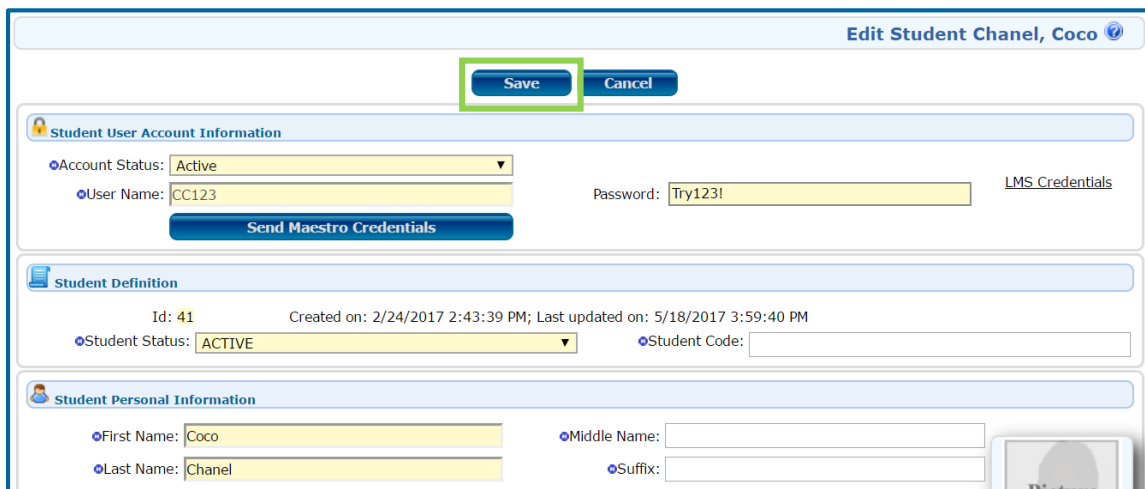 Edit Student Chanel, Coco
Save Cancel
Student User Account Information
Account Status: Active
User Name: CC123 Password: Try123! LMS Credentials
Send Maestro Credentials
Student Definition
Id: 41 Created on: 2/24/2017 2:43:39 PM; Last updated on: 5/18/2017 3:59:40 PM
Student Status: ACTIVE Student Code:
Student Personal Information
First Name: Coco Middle Name:
Last Name: Chanel Suffix: